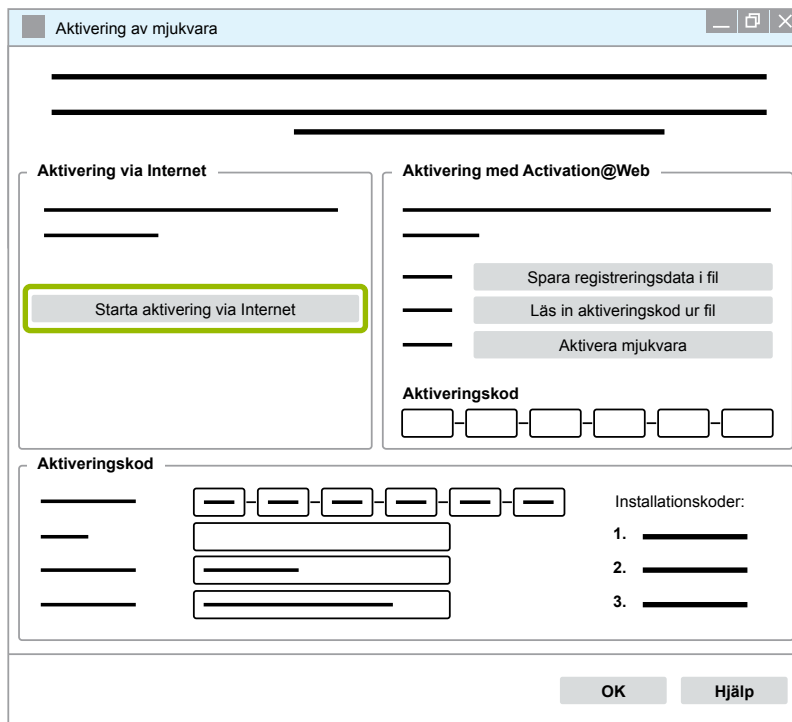 Aktivering av mjukvara
Aktivering via Internet
Starta aktivering via Internet
Aktivering med Activation@Web
Spara registreringsdata i fil
Läs in aktiveringskod ur fil
Aktivera mjukvara
Aktiveringskod
Aktiveringskod
Installationskoder:
1.
2.
3.
OK
Hjälp